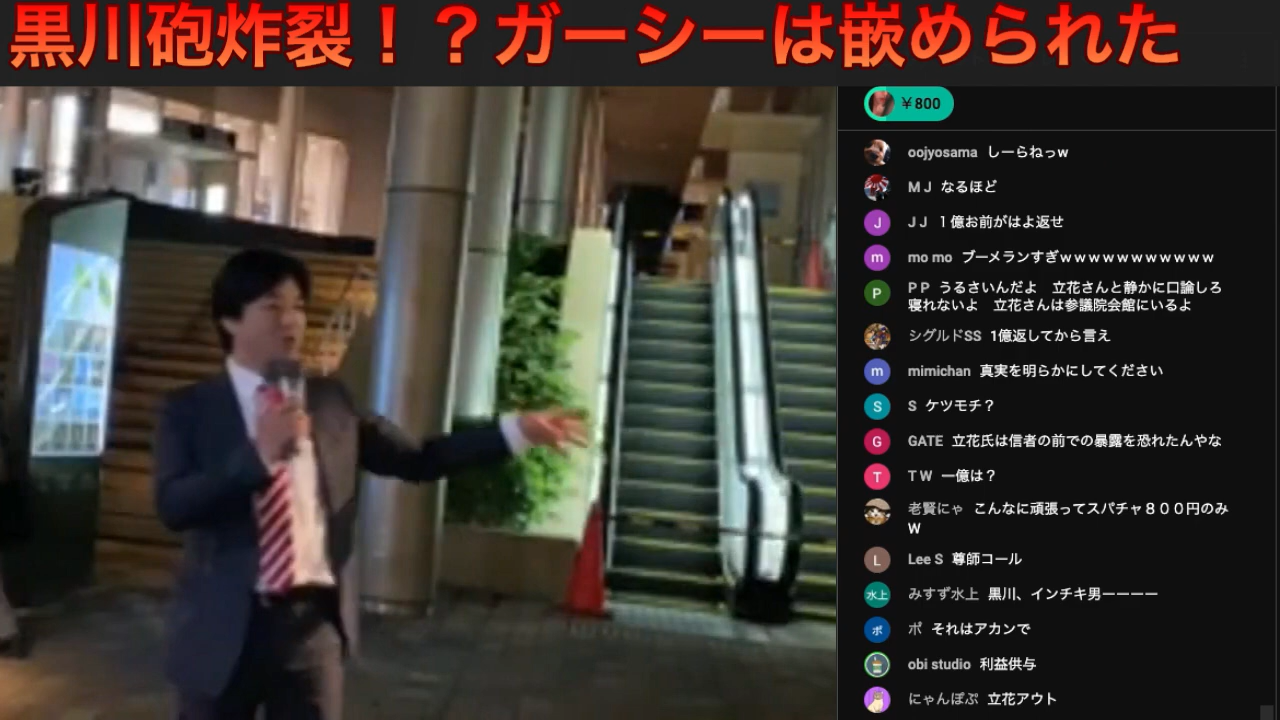 黒川砲炸裂！？ガーシーは嵌められた
￥800
oojyosama しーらねっw
M J なるほど
J J １億お前がはよ返せ
mo mo ブーメランすぎｗｗｗｗｗｗｗｗｗｗｗ
P P うるさいんだよ　立花さんと静かに口論しろ
寝れないよ　立花さんは参議院会館にいるよ
シグルドSS 1億返してから言え
mimichan 真実を明らかにしてください
S ケツモチ？
GATE 立花氏は信者の前での暴露を恐れたんやな
T W 一億は？
老賢にゃ こんなに頑張ってスパチャ８００円のみ
w
Lee S 尊師コール
みすず水上 黒川、インチキ男ーーーー
ポ それはアカンで
obi studio 利益供与
にゃんぽぷ 立花アウト